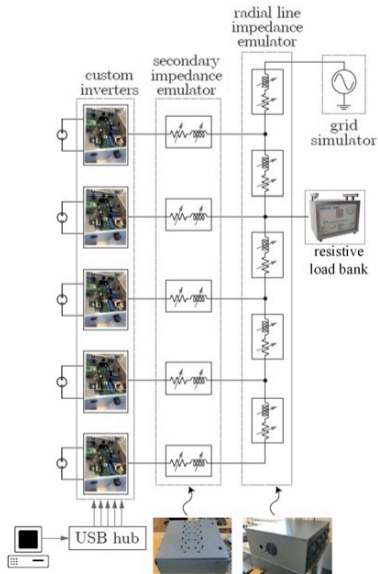 radial line
impedance
emulator
secondary
impedance
emulator
custom
inverters
grid
simulator
resistive
load bank
USB hub